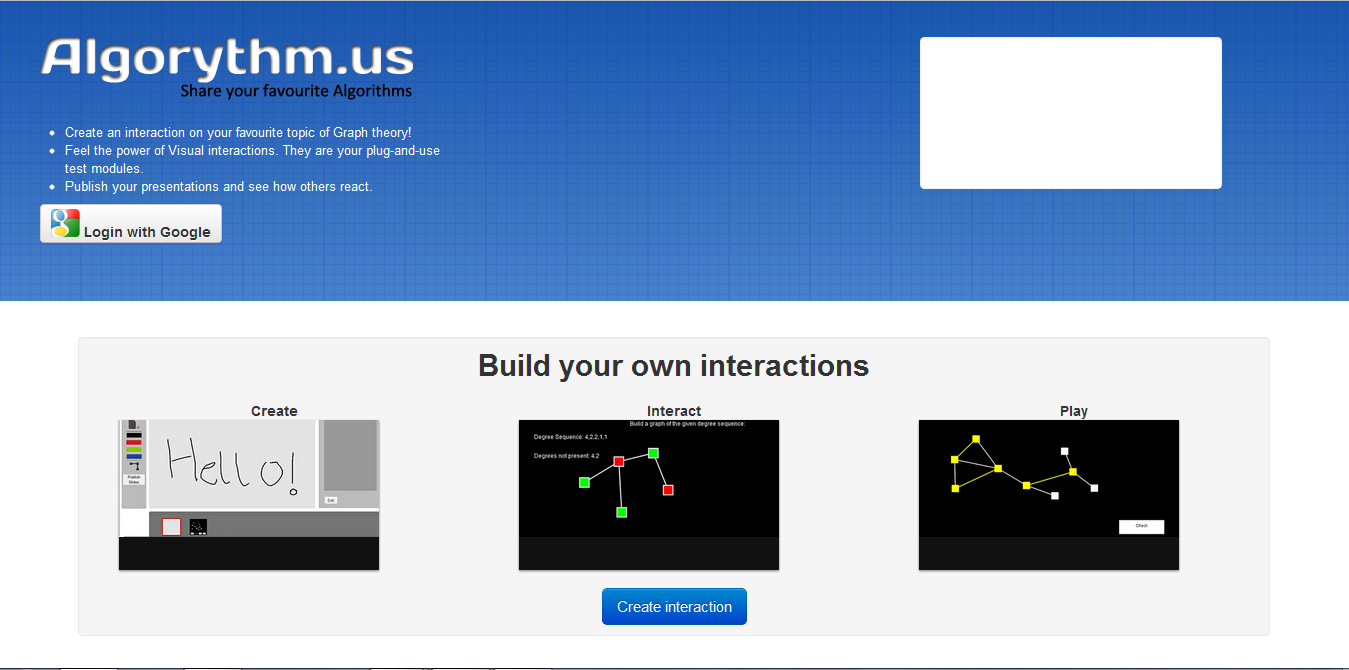 Algorythm.us
Share your favourite Algorithms
Create an interaction on your favourite topic of Graph theory!
Feel the power of Visual interactions. They are your plug-and-use
test modules.
Publish your presentations and see how others react.
Login with Google
Build your own interactions
Create
Interact
Play
Publish
Slides
Hello!
Edit
Build a graph of the given degree sequence:
Degree Sequence: 4,2,2,1,1
Degrees not present: 4,2
Check
Create interaction